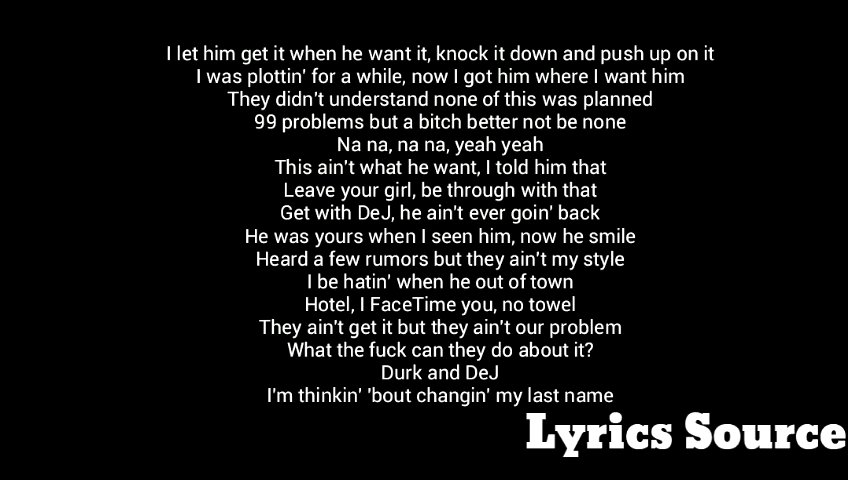 I let him get it when he want it, knock it down and push up on it
I was plottin' for a while, now I got him where I want him
They didn't understand none of this was planned
99 problems but a bitch better not be none
Na na, na na, yeah yeah
This ain't what he want, I told him that
Leave your girl, be through with that
Get with DeJ, he ain't ever goin' back
He was yours when I seen him, now he smile
Heard a few rumors but they ain't my style
I be hatin' when he out of town
Hotel, I FaceTime you, no towel
They ain't get it but they ain't our problem
What the fuck can they do about it?
Durk and DeJ
I'm thinkin' 'bout changin' my last name
Lyrics Source